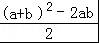 (a+b)² - 2ab
2